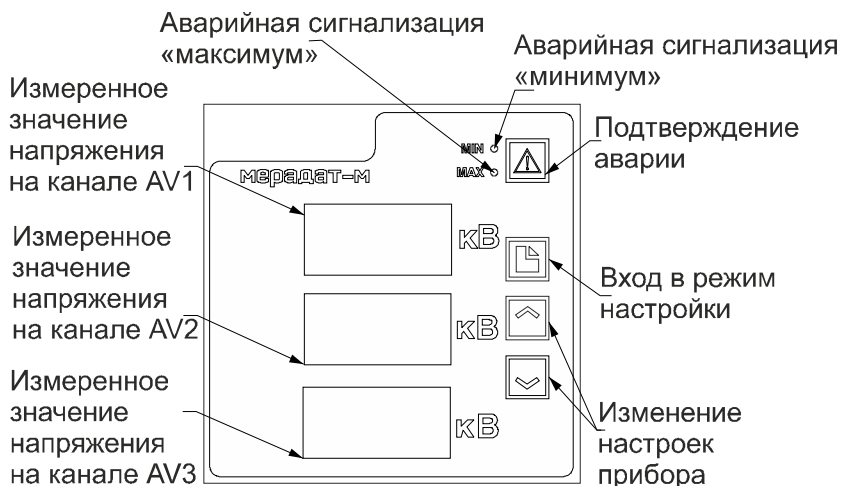 Аварийная сигнализация
«максимум»
Аварийная сигнализация
«минимум»
Измеренное
значение
напряжения
на канале AV1
MIN
MAX
Подтверждение
аварии
мерадат-м
кВ
Измеренное
значение
напряжения
на канале AV2
кВ
Вход в режим
настройки
Измеренное
значение
напряжения
на канале AV3
кВ
Изменение
настроек
прибора